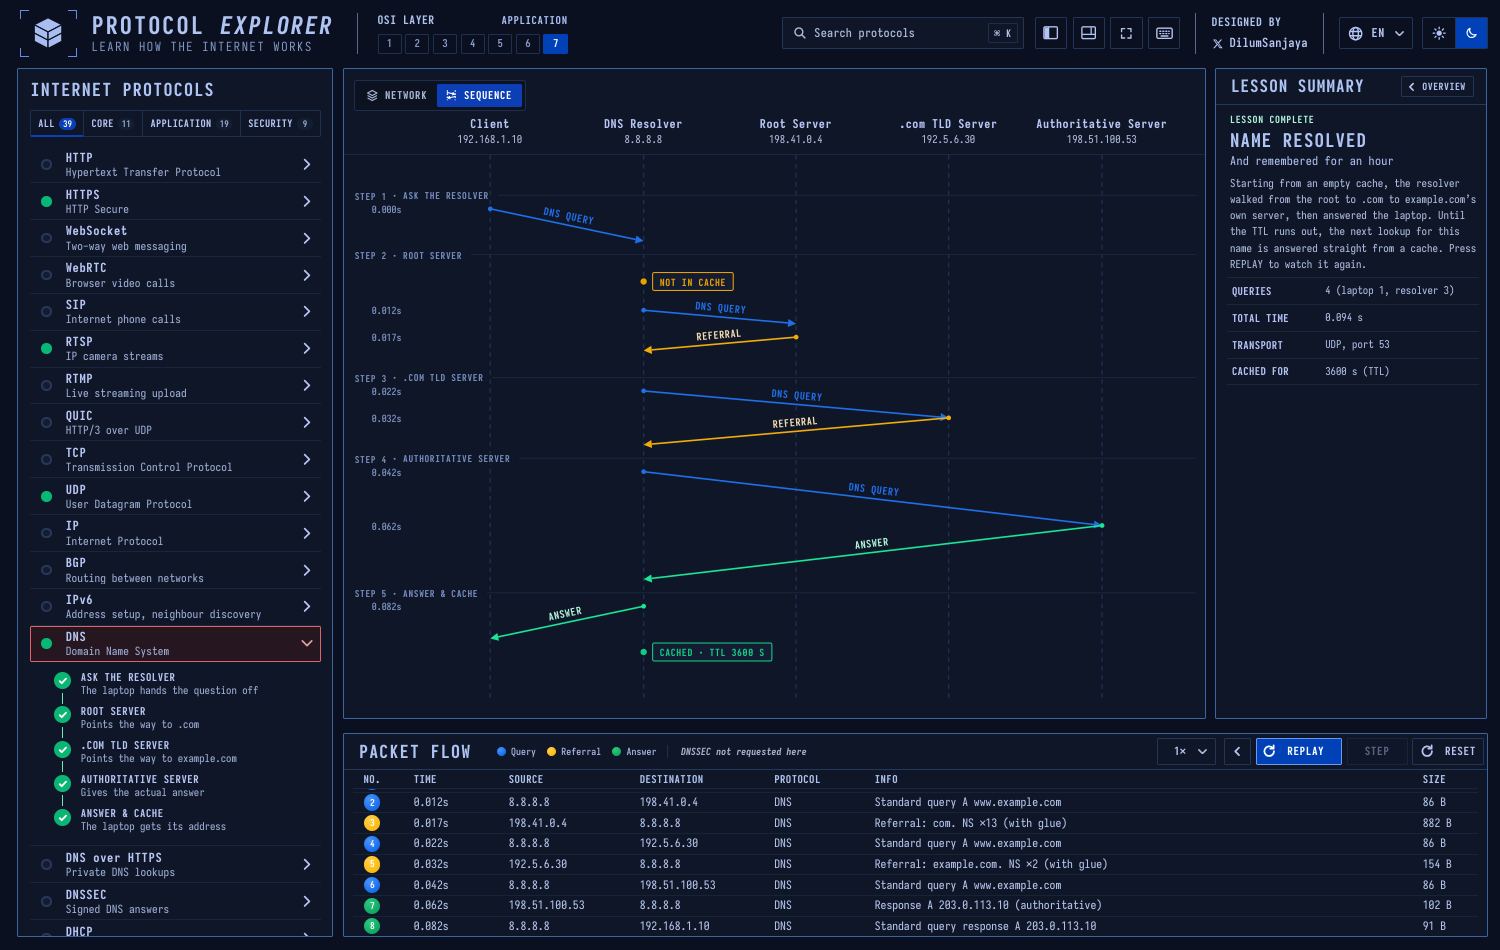 PROTOCOL EXPLORER
LEARN HOW THE INTERNET WORKS
OSI LAYER
APPLICATION
1 2 3 4 5 6 7
Search protocols
⌘ K
DESIGNED BY
DilumSanjaya
EN
INTERNET PROTOCOLS
ALL 39 CORE 11 APPLICATION 19 SECURITY 9
HTTP
Hypertext Transfer Protocol
HTTPS
HTTP Secure
WebSocket
Two-way web messaging
WebRTC
Browser video calls
SIP
Internet phone calls
RTSP
IP camera streams
RTMP
Live streaming upload
QUIC
HTTP/3 over UDP
TCP
Transmission Control Protocol
UDP
User Datagram Protocol
IP
Internet Protocol
BGP
Routing between networks
IPv6
Address setup, neighbour discovery
DNS
Domain Name System
ASK THE RESOLVER
The laptop hands the question off
ROOT SERVER
Points the way to .com
.COM TLD SERVER
Points the way to example.com
AUTHORITATIVE SERVER
Gives the actual answer
ANSWER & CACHE
The laptop gets its address
DNS over HTTPS
Private DNS lookups
DNSSEC
Signed DNS answers
DHCP
NETWORK SEQUENCE
Client DNS Resolver Root Server .com TLD Server Authoritative Server
192.168.1.10 8.8.8.8 198.41.0.4 192.5.6.30 198.51.100.53
STEP 1 · ASK THE RESOLVER
0.000s
DNS QUERY
STEP 2 · ROOT SERVER
NOT IN CACHE
0.012s
DNS QUERY
0.017s
REFERRAL
STEP 3 · .COM TLD SERVER
0.022s
DNS QUERY
0.032s
REFERRAL
STEP 4 · AUTHORITATIVE SERVER
0.042s
DNS QUERY
0.062s
ANSWER
STEP 5 · ANSWER & CACHE
0.082s
ANSWER
CACHED · TTL 3600 S
LESSON SUMMARY
OVERVIEW
LESSON COMPLETE
NAME RESOLVED
And remembered for an hour
Starting from an empty cache, the resolver
walked from the root to .com to example.com's
own server, then answered the laptop. Until
the TTL runs out, the next lookup for this
name is answered straight from a cache. Press
REPLAY to watch it again.
QUERIES 4 (laptop 1, resolver 3)
TOTAL TIME 0.094 s
TRANSPORT UDP, port 53
CACHED FOR 3600 s (TTL)
PACKET FLOW
Query Referral Answer
DNSSEC not requested here
1× REPLAY STEP RESET
NO. TIME SOURCE DESTINATION PROTOCOL INFO SIZE
2 0.012s 8.8.8.8 198.41.0.4 DNS Standard query A www.example.com 86 B
3 0.017s 198.41.0.4 8.8.8.8 DNS Referral: com. NS ×13 (with glue) 882 B
4 0.022s 8.8.8.8 192.5.6.30 DNS Standard query A www.example.com 86 B
5 0.032s 192.5.6.30 8.8.8.8 DNS Referral: example.com. NS ×2 (with glue) 154 B
6 0.042s 8.8.8.8 198.51.100.53 DNS Standard query A www.example.com 86 B
7 0.062s 198.51.100.53 8.8.8.8 DNS Response A 203.0.113.10 (authoritative) 102 B
8 0.082s 8.8.8.8 192.168.1.10 DNS Standard query response A 203.0.113.10 91 B